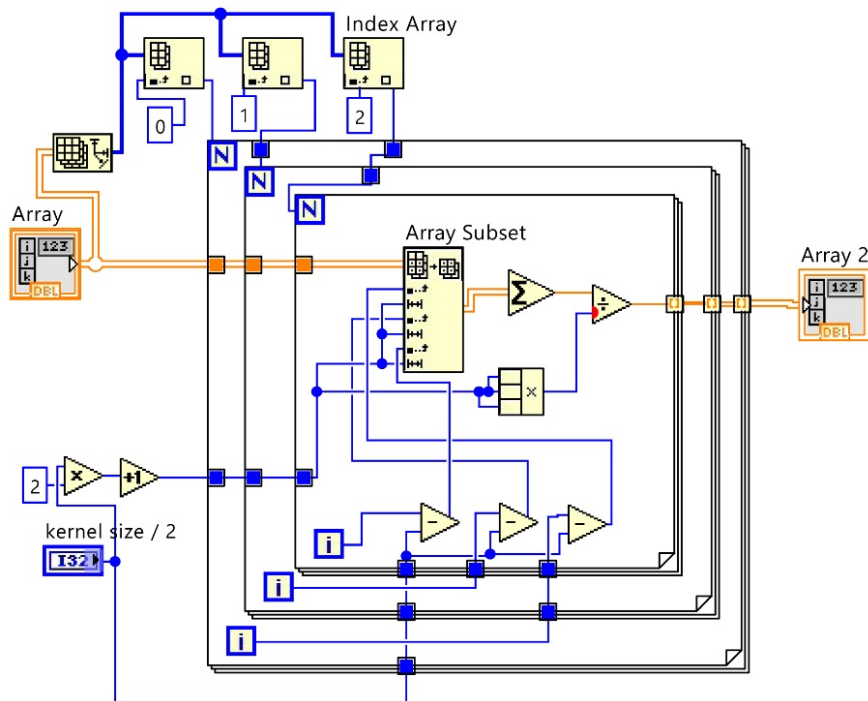 Index Array
0
1
2
N
N
N
Array
i
j
k
123
DBL
Array Subset
Σ
÷
Array 2
i
j
k
123
DBL
×
2
×
+1
kernel size / 2
I32
-
-
-
i
i
i